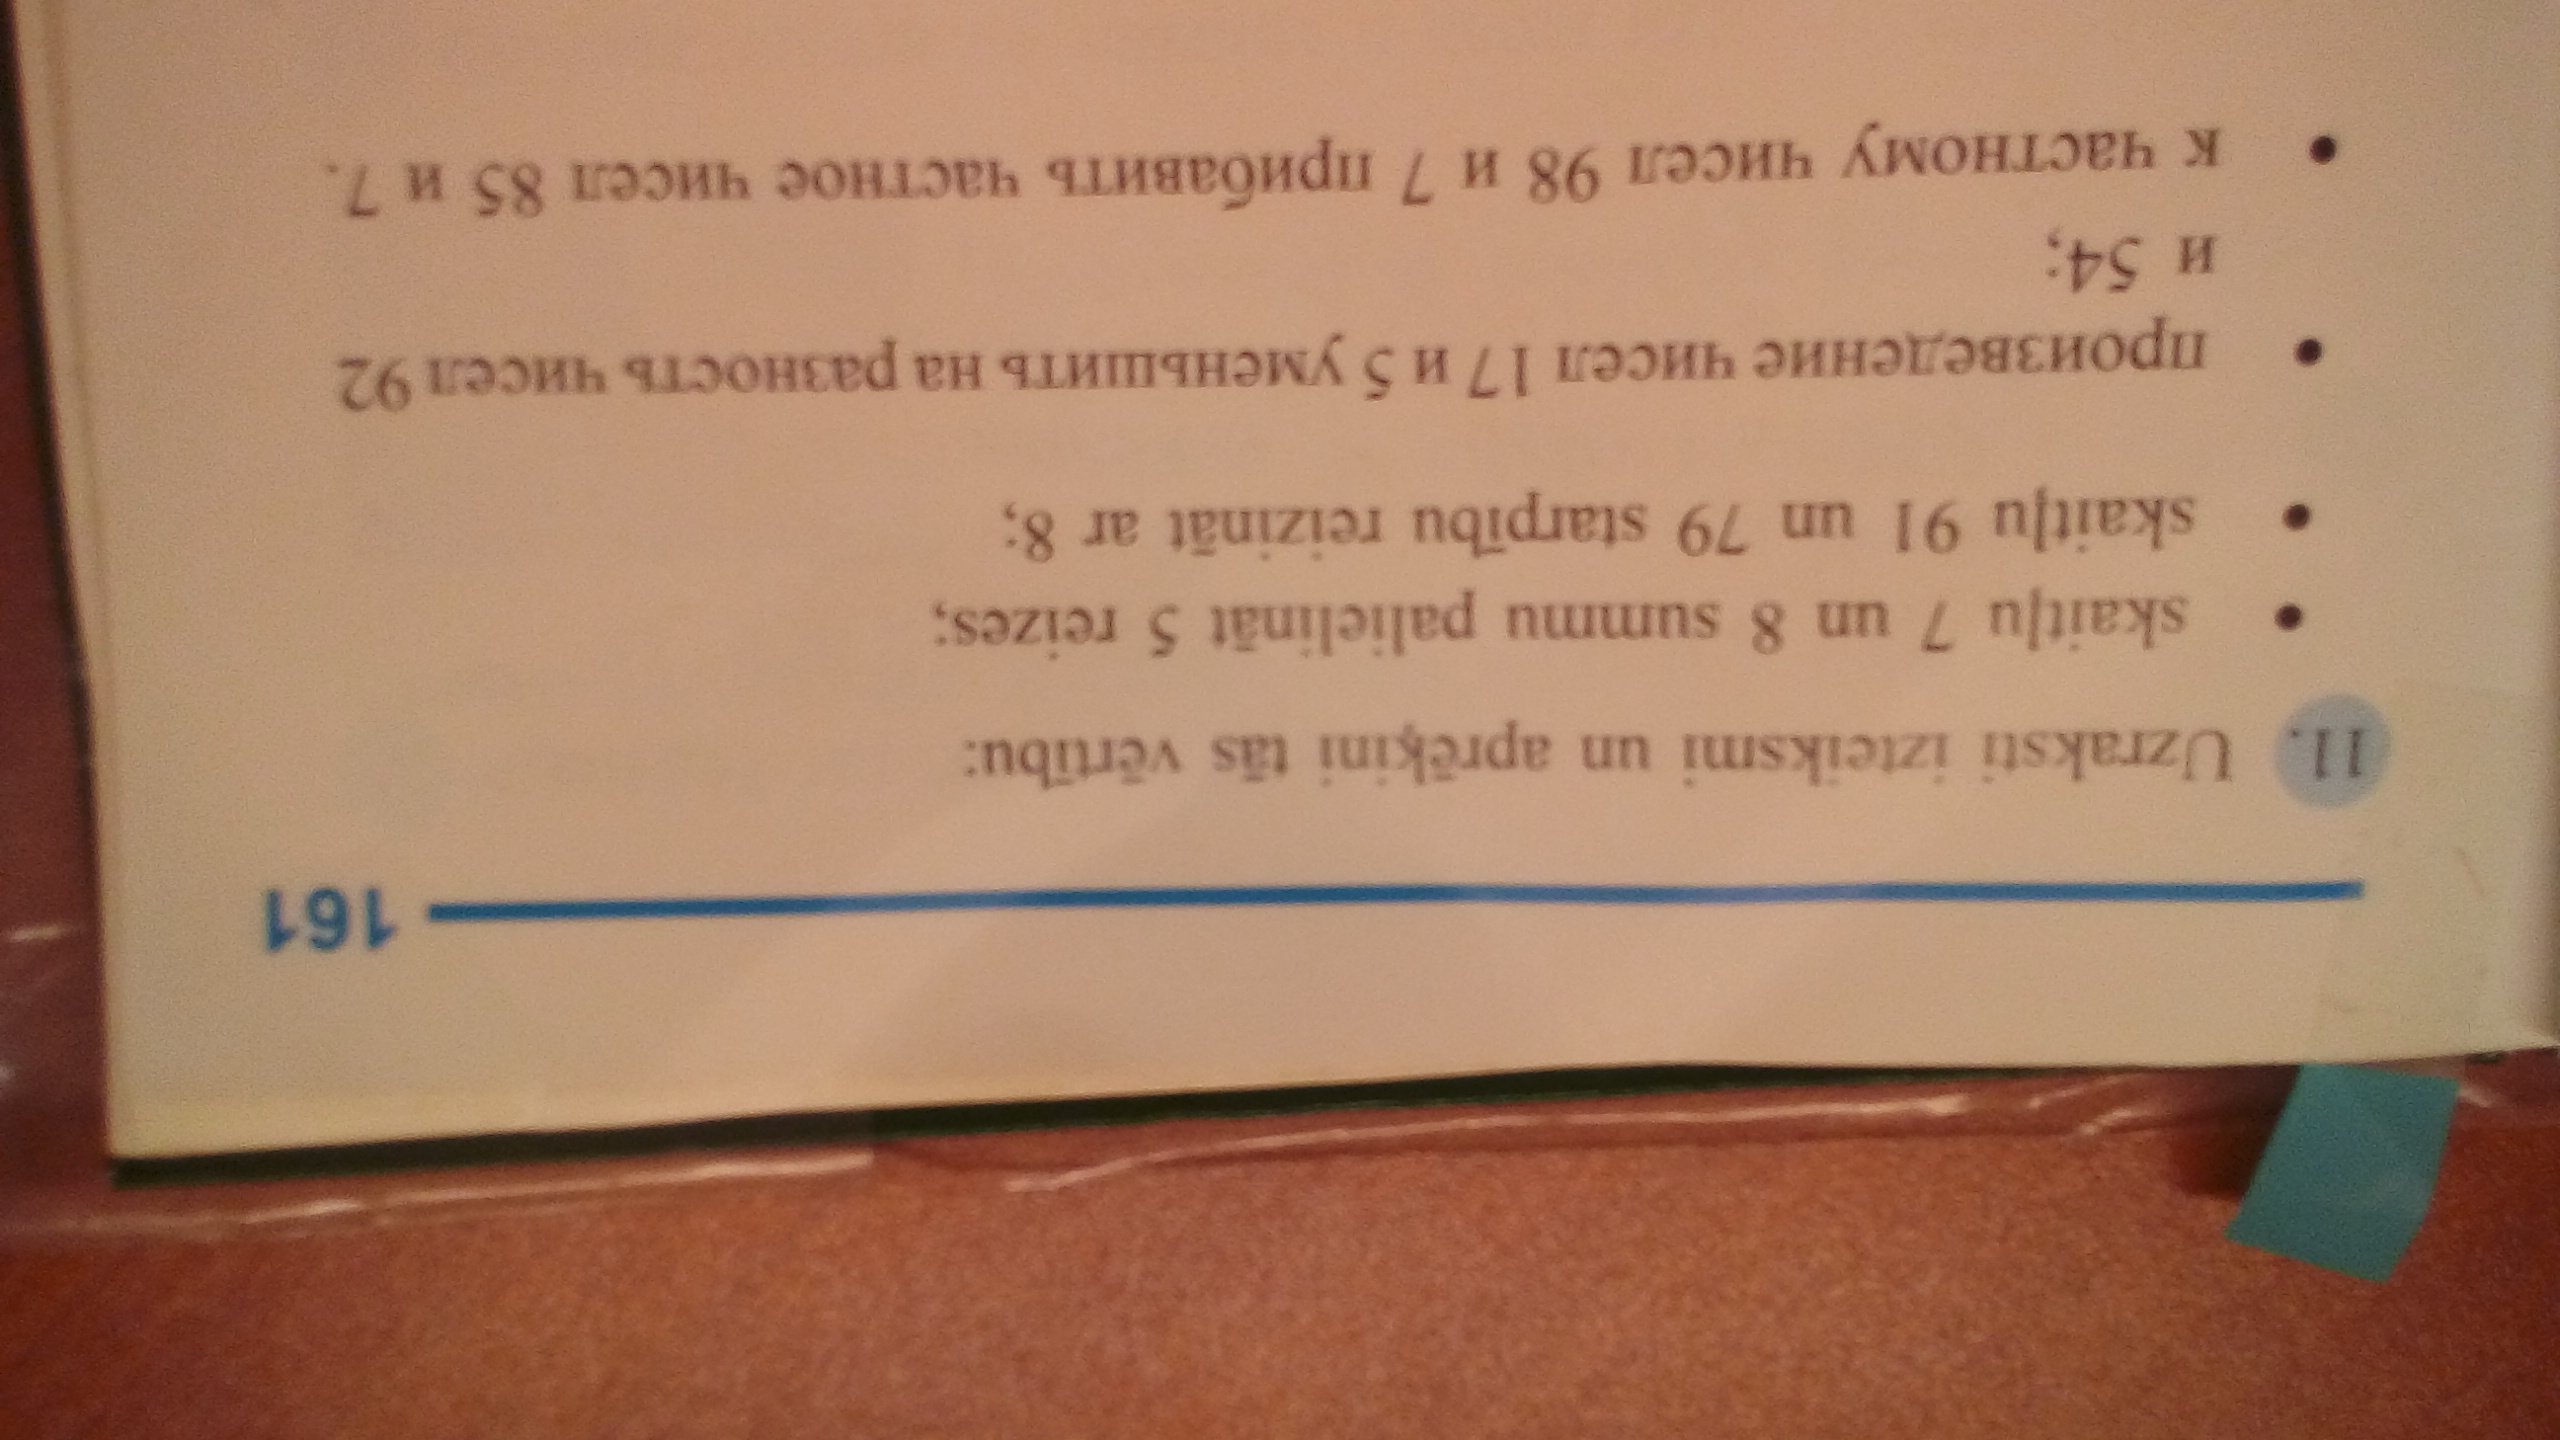 161
11. Uzraksti izteiksmi un aprēķini tās vērtību:
• skaitļu 7 un 8 summu palielināt 5 reizes;
• skaitļu 91 un 79 starpību reizināt ar 8;
• произведение чисел 17 и 5 уменьшить на разность чисел 92
и 54;
• к частному чисел 98 и 7 прибавить частное чисел 85 и 7.